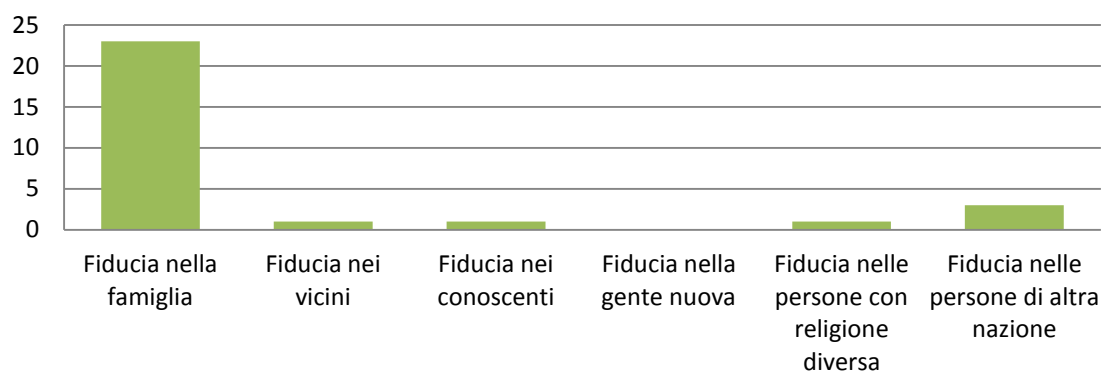 25
20
15
10
5
0
Fiducia nella
famiglia
Fiducia nei
vicini
Fiducia nei
conoscenti
Fiducia nella
gente nuova
Fiducia nelle
persone con
religione
diversa
Fiducia nelle
persone di altra
nazione